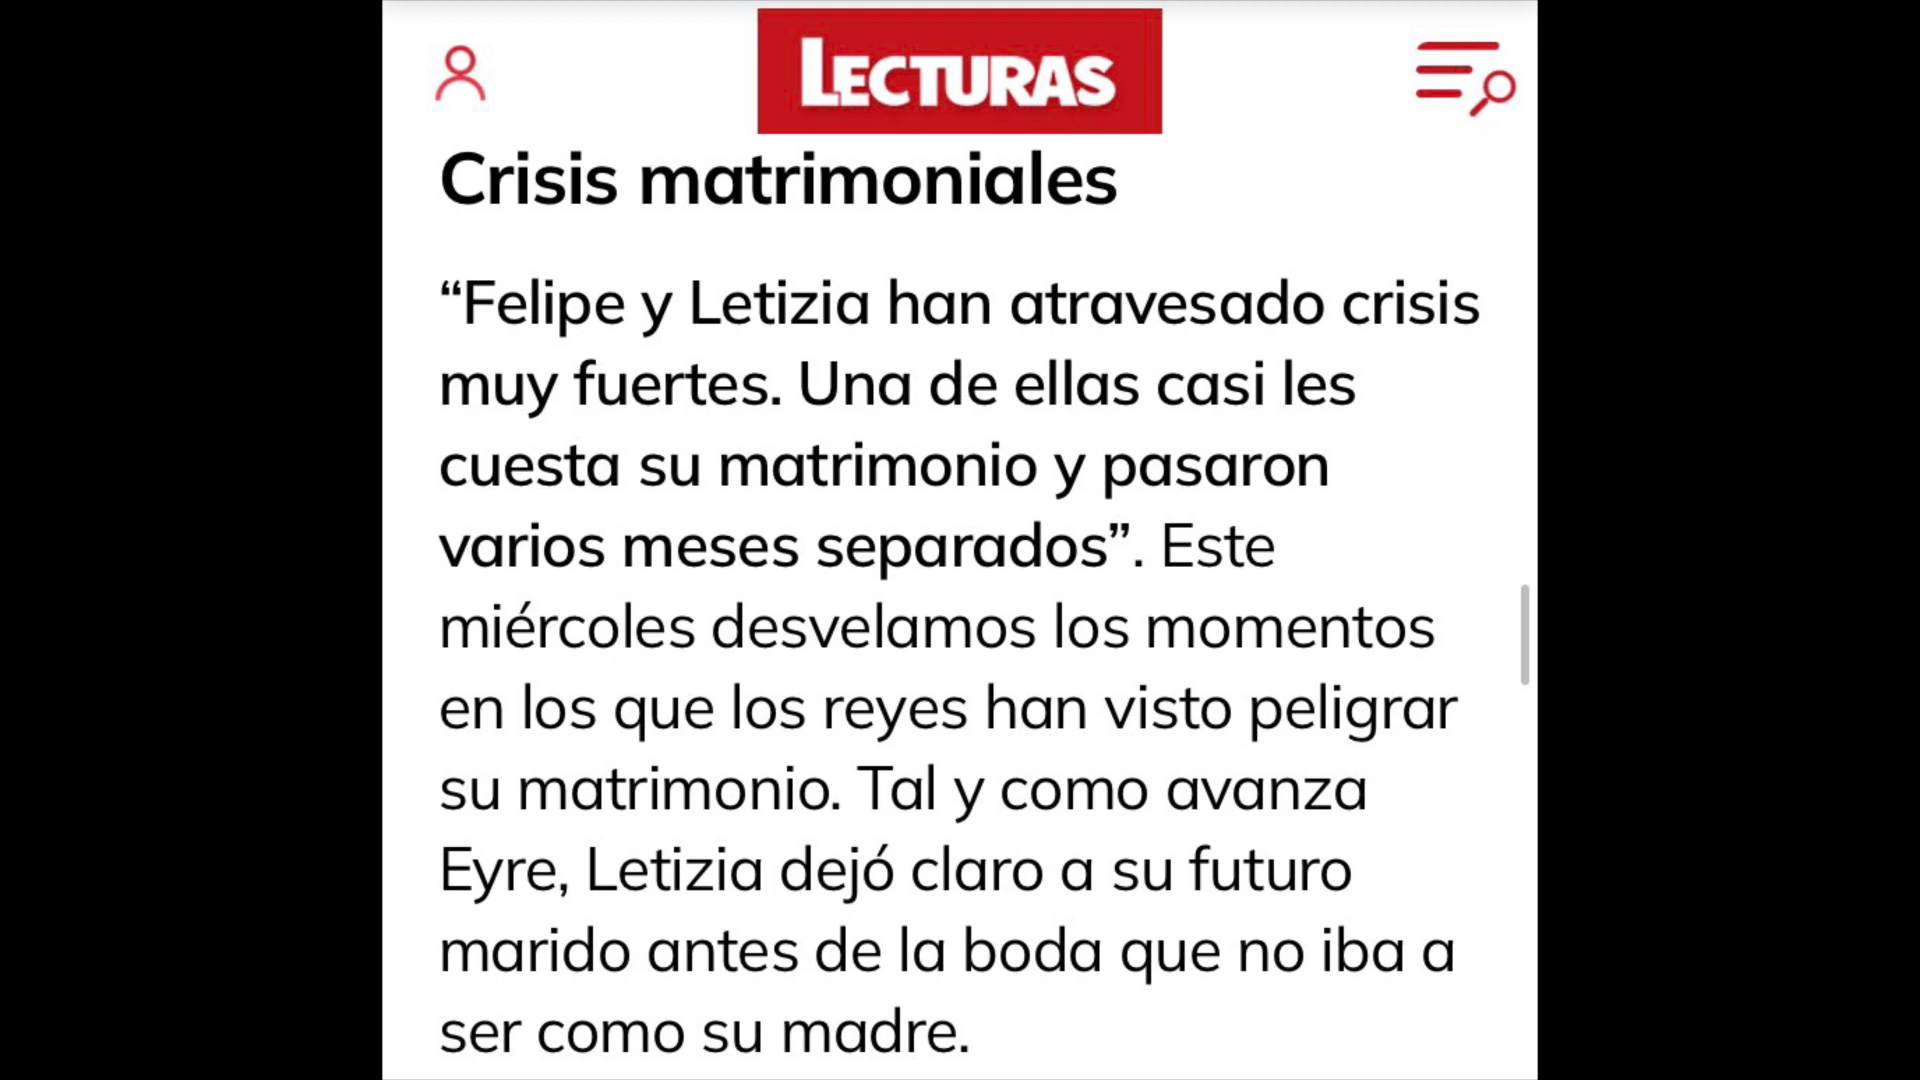 LECTURAS
Crisis matrimoniales
“Felipe y Letizia han atravesado crisis
muy fuertes. Una de ellas casi les
cuesta su matrimonio y pasaron
varios meses separados”. Este
miércoles desvelamos los momentos
en los que los reyes han visto peligrar
su matrimonio. Tal y como avanza
Eyre, Letizia dejó claro a su futuro
marido antes de la boda que no iba a
ser como su madre.